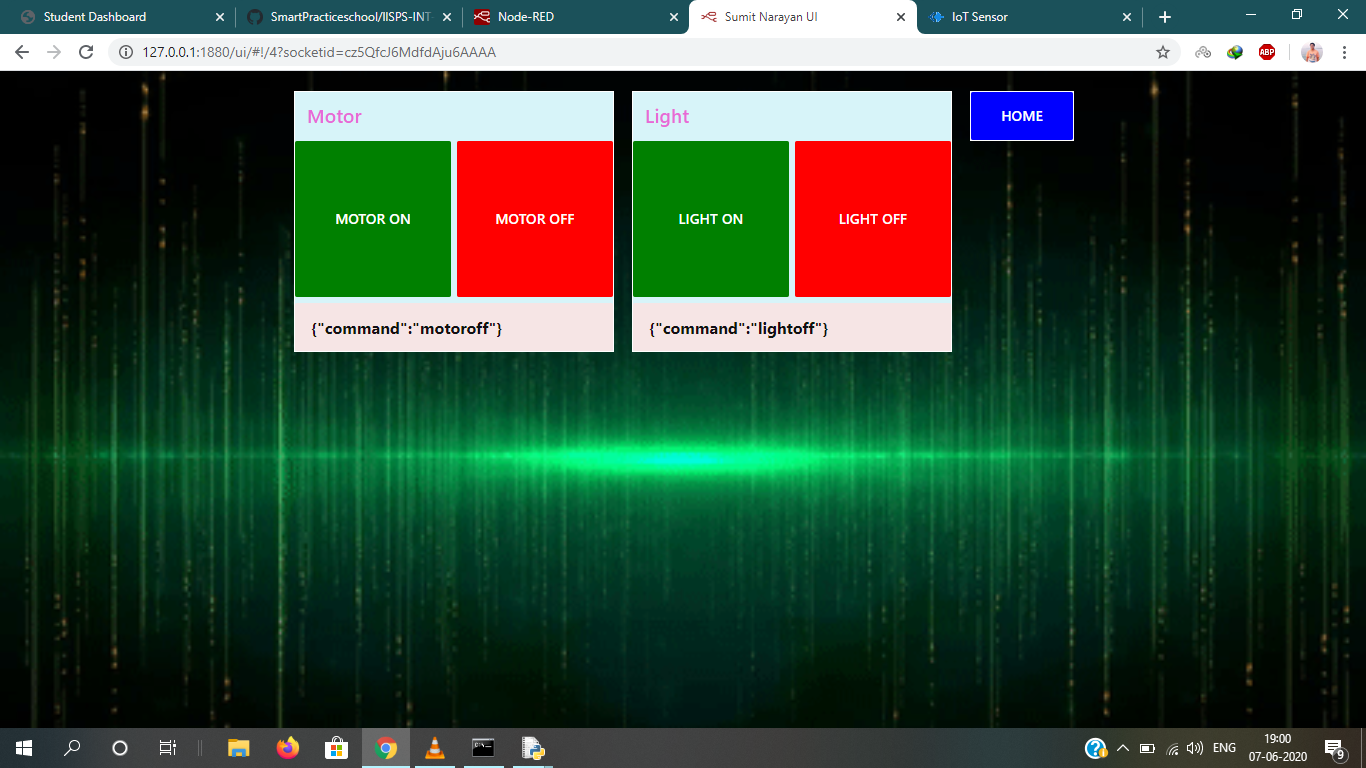 Student Dashboard
SmartPracticeschool/IISPS-INT-
Node-RED
Sumit Narayan UI
IoT Sensor
127.0.0.1:1880/ui/#!/4?socketid=cz5QfcJ6MdfdAju6AAAA
ABP
Motor
Light
HOME
MOTOR ON
MOTOR OFF
LIGHT ON
LIGHT OFF
{"command":"motoroff"}
{"command":"lightoff"}
ENG
19:00
07-06-2020
9